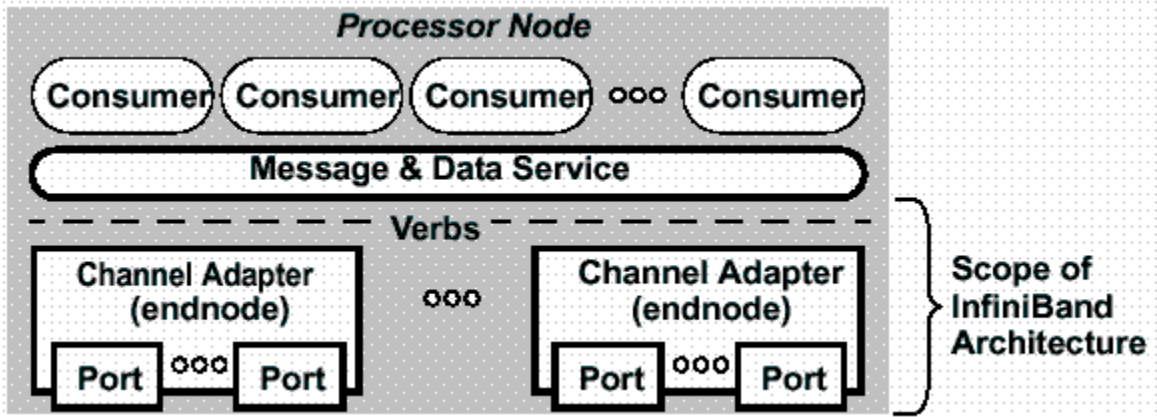 Processor Node
Consumer Consumer Consumer ooo Consumer
Message & Data Service
Verbs
Channel Adapter
(endnode)
Port ooo Port
ooo
Channel Adapter
(endnode)
Port ooo Port
Scope of
InfiniBand
Architecture